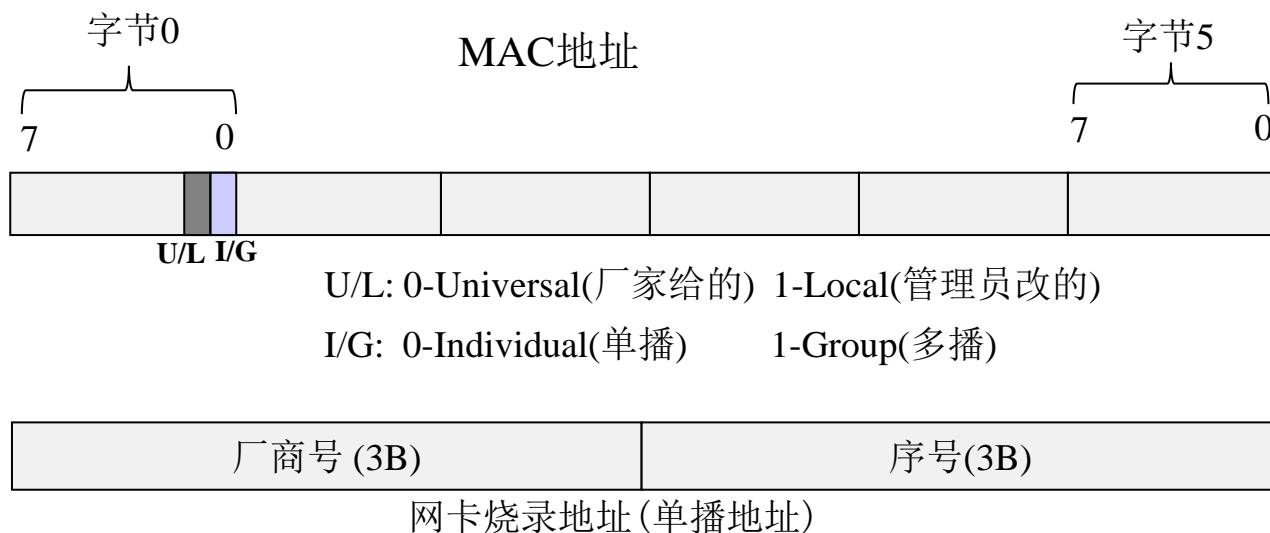 字节0 MAC地址 字节5
7 0 7 0
U/L I/G
U/L: 0-Universal(厂家给的) 1-Local(管理员改的)
I/G: 0-Individual(单播) 1-Group(多播)
厂商号 (3B) 序号(3B)
网卡烧录地址(单播地址)